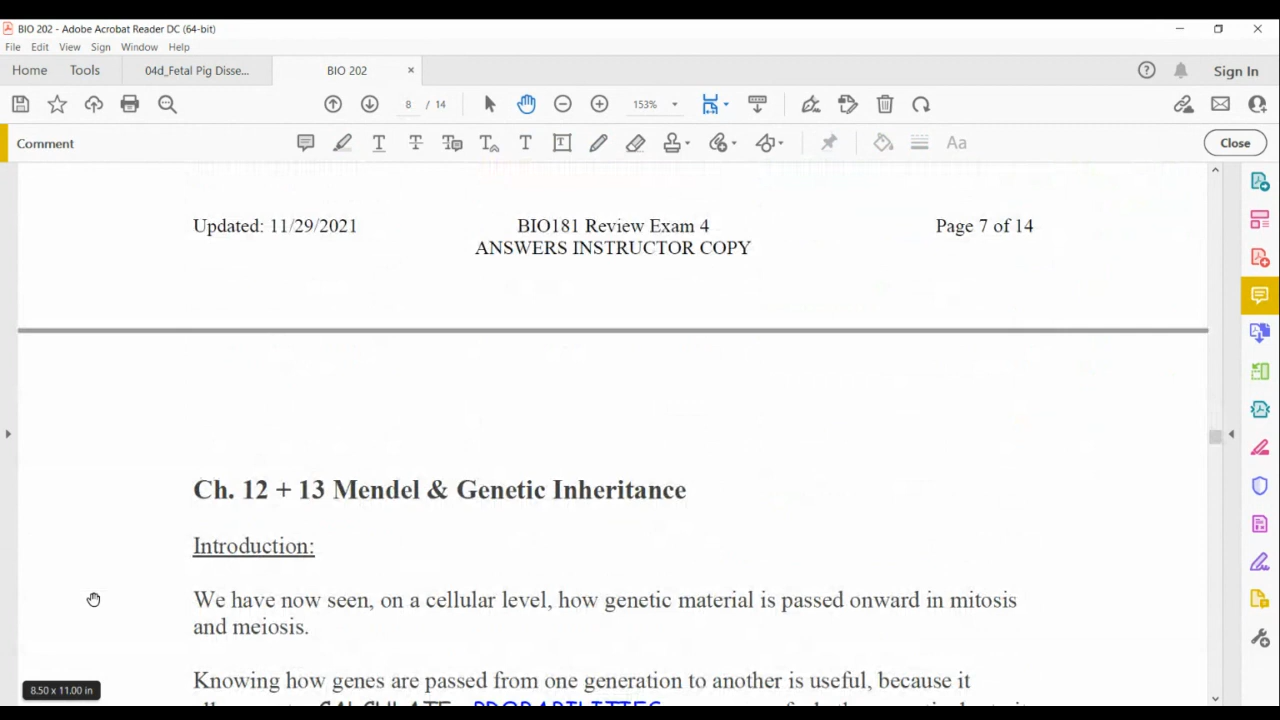 BIO 202 - Adobe Acrobat Reader DC (64-bit)
File Edit View Sign Window Help
Home Tools 04d_Fetal Pig Disse... BIO 202 Sign In
8 / 14 153%
Comment Close
Updated: 11/29/2021 BIO181 Review Exam 4 Page 7 of 14
ANSWERS INSTRUCTOR COPY
Ch. 12 + 13 Mendel & Genetic Inheritance
Introduction:
We have now seen, on a cellular level, how genetic material is passed onward in mitosis
and meiosis.
Knowing how genes are passed from one generation to another is useful, because it
CALCULATE PROBABILITIES
8.50 x 11.00 in